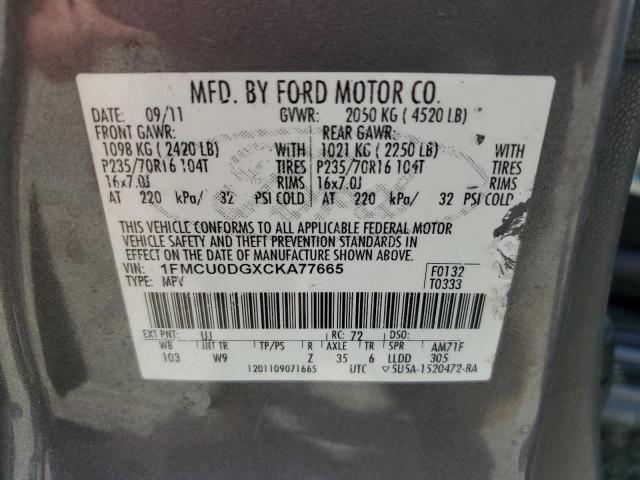 MFD. BY FORD MOTOR CO.
DATE: 09/11 GVWR: 2050 KG ( 4520 LB)
FRONT GAWR: REAR GAWR:
1098 KG ( 2420 LB) WITH 1021 KG ( 2250 LB) WITH
P235/70R16 104T TIRES P235/70R16 104T TIRES
16x7.0J RIMS 16x7.0J RIMS
AT 220 kPa/ 32 PSI COLD AT 220 kPa/ 32 PSI COLD
THIS VEHICLE CONFORMS TO ALL APPLICABLE FEDERAL MOTOR
VEHICLE SAFETY AND THEFT PREVENTION STANDARDS IN
EFFECT ON THE DATE OF MANUFACTURE SHOWN ABOVE.
VIN: 1FMCU0DGXCKA77665 F0132
TYPE: MPV T0333
EXT PNT: UJ RC: 72 DSO:
WB INT TR TP/PS R AXLE TR SPR AM71F
103 W9 Z 35 6 LLDD 305
1201109071665 UTC ▽5U5A-1520472-BA